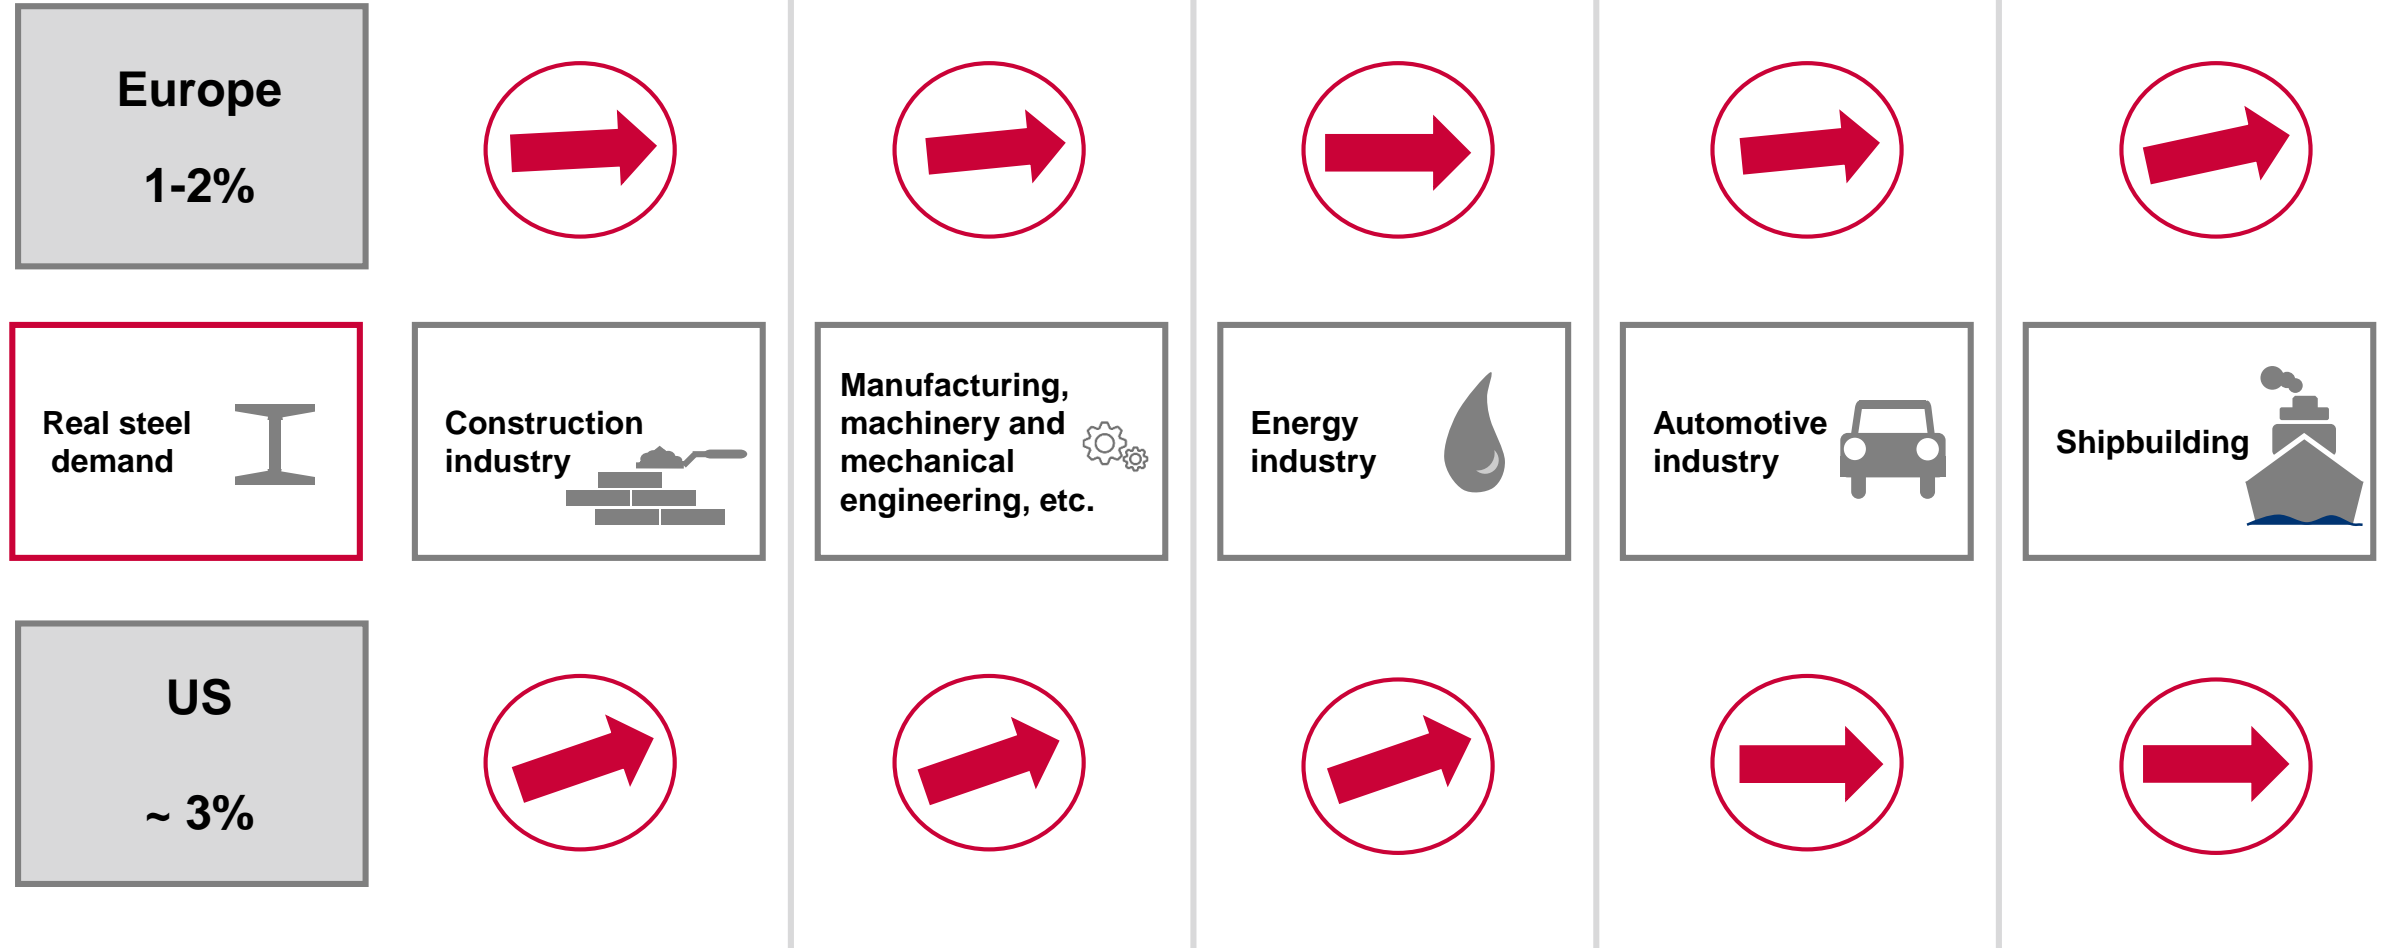 Europe
1-2%
Real steel
demand
Construction
industry
Manufacturing,
machinery and
mechanical
engineering, etc.
Energy
industry
Automotive
industry
Shipbuilding
US
~ 3%